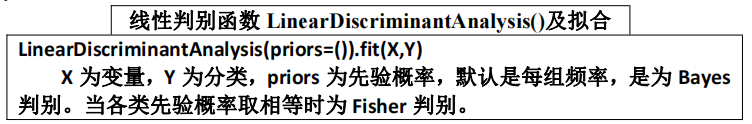 线性判别函数 LinearDiscriminantAnalysis()及拟合
LinearDiscriminantAnalysis(priors=()).fit(X,Y)
X 为变量，Y 为分类，priors 为先验概率，默认是每组频率，是为 Bayes
判别。当各类先验概率取相等时为 Fisher 判别。